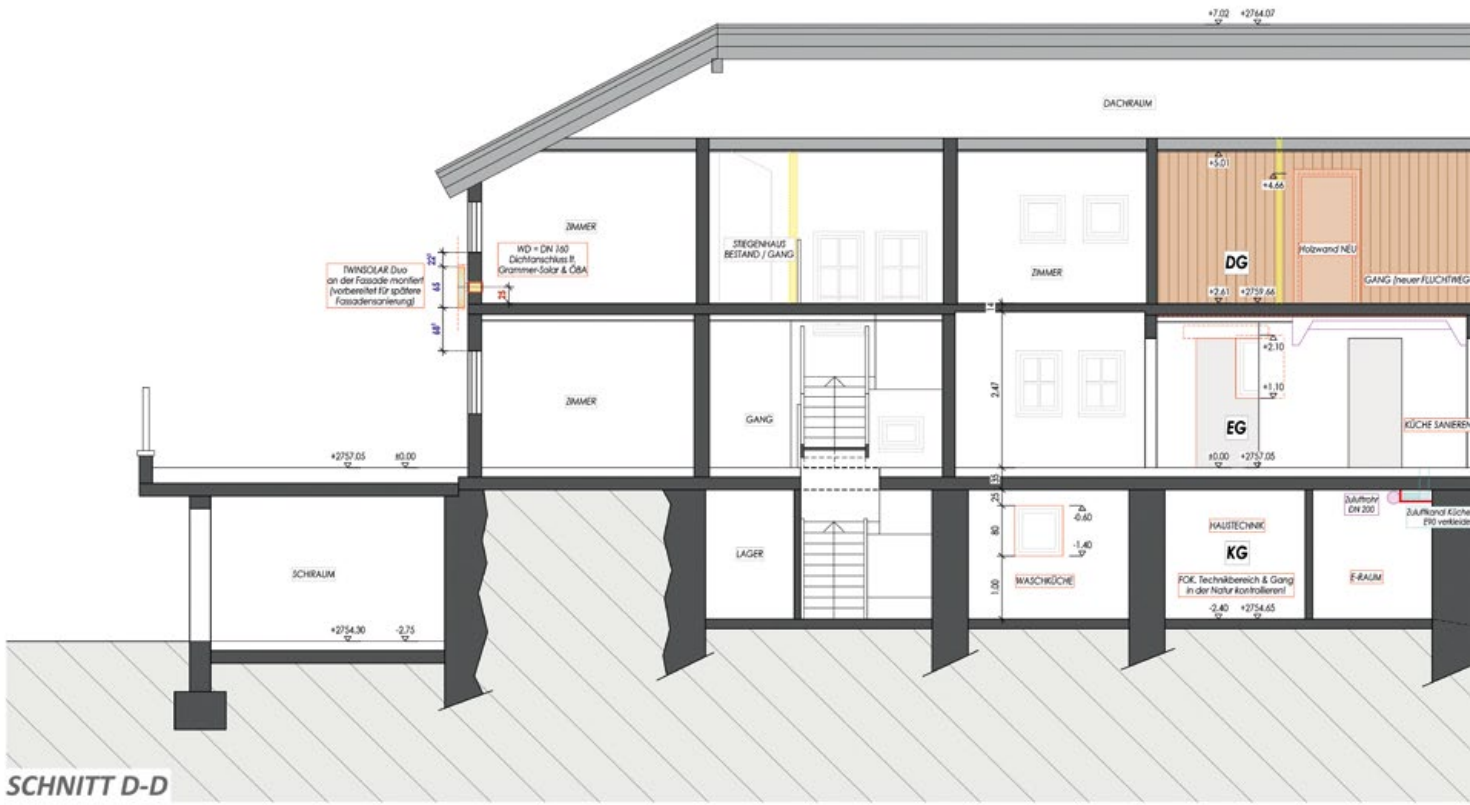 +7.02 +2764.07
DACHRAUM
+5.01
+4.66
ZIMMER
STIEGENHAUS
BESTAND / GANG
ZIMMER
DG
Holzwand NEU
GANG (neuer FLUCHTWEG
+2.61 +2759.66
TWINSOLAR Duo
an der Fassade montiert
(vorbereitet für spätere
Fassadensanierung)
22⁵
65
68⁵
WD = DN 160
Dichtanschluss lt.
Grammer-Solar & ÖBA
25
14
ZIMMER
GANG
2.47
+2.10
+1.10
EG
KÜCHE SANIEREN
+2757.05 ±0.00
±0.00 +2757.05
35
25
80
1.00
-0.60
-1.40
Zuluftrohr
DN 200
Zuluftkanal Küche
E90 verkleide
SCHIRAUM
LAGER
WASCHKÜCHE
HAUSTECHNIK
KG
FOK. Technikbereich & Gang
in der Natur kontrollieren!
E-RAUM
-2.40 +2754.65
+2754.30 -2.75
SCHNITT D-D